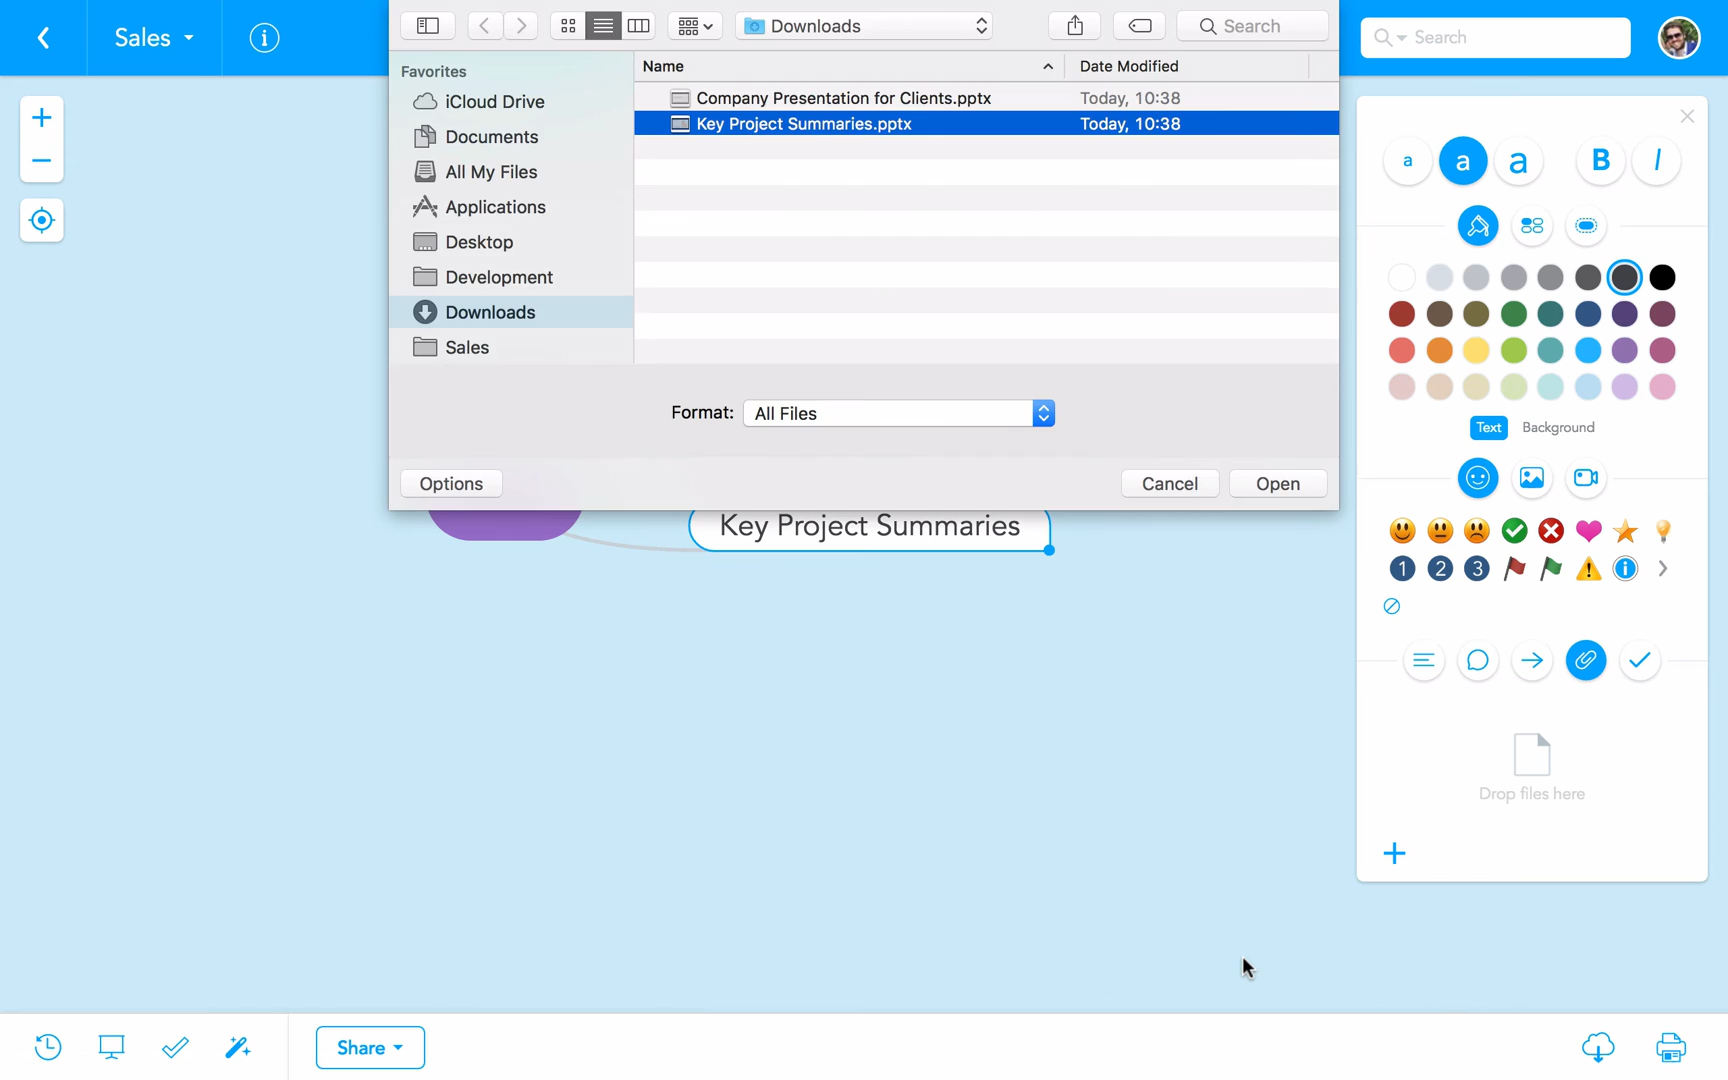 Sales
Downloads
Search
Search
Favorites
iCloud Drive
Documents
All My Files
Applications
Desktop
Development
Downloads
Sales
Name
Date Modified
Company Presentation for Clients.pptx
Today, 10:38
Key Project Summaries.pptx
Today, 10:38
Format:
All Files
Options
Cancel
Open
Key Project Summaries
a
a
a
B
I
Text
Background
1
2
3
Drop files here
Share